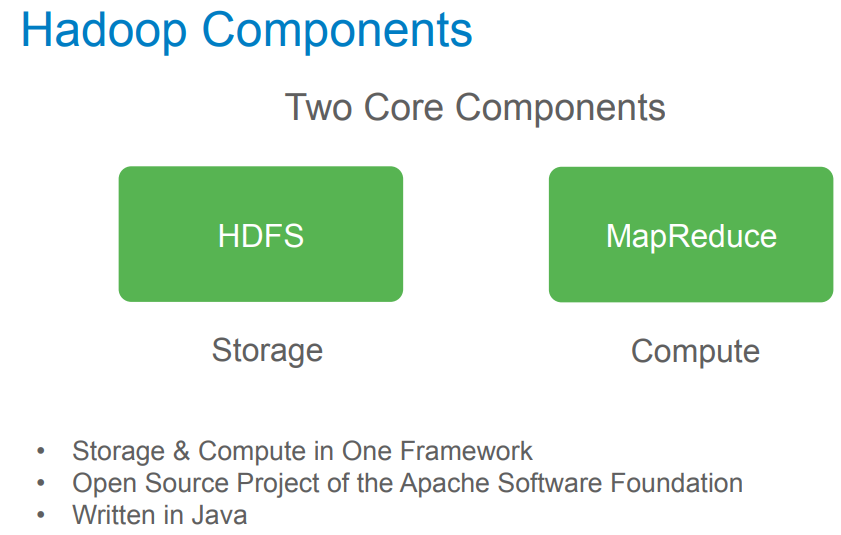 Hadoop Components
Two Core Components
HDFS
MapReduce
Storage
Compute
• Storage & Compute in One Framework
• Open Source Project of the Apache Software Foundation
• Written in Java